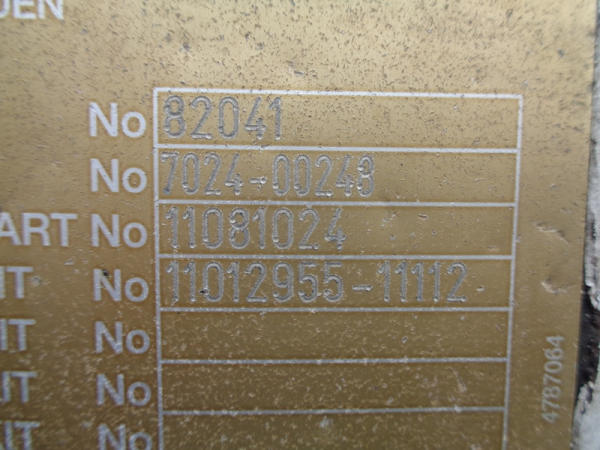 DEN
No 82041
No 7024-00248
ART No 11081024
IT No 11012955-11112
IT No
IT No
IT No
4787064